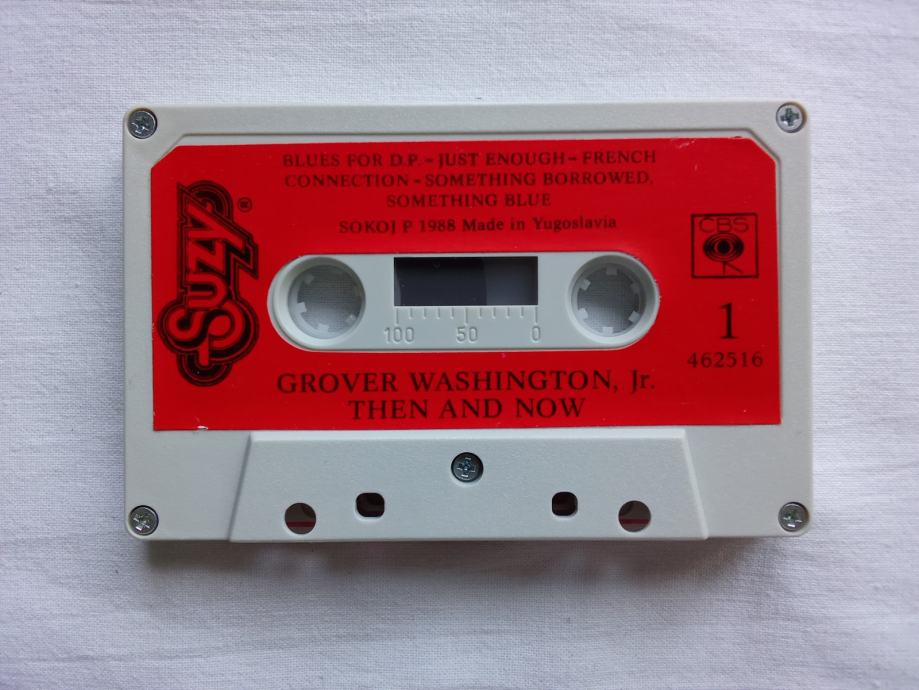 BLUES FOR D.P. - JUST ENOUGH - FRENCH
CONNECTION - SOMETHING BORROWED,
SOMETHING BLUE
SOKOJ P 1988 Made in Yugoslavia
SUZY ®
CBS
1
462516
100 50 0
GROVER WASHINGTON, Jr.
THEN AND NOW